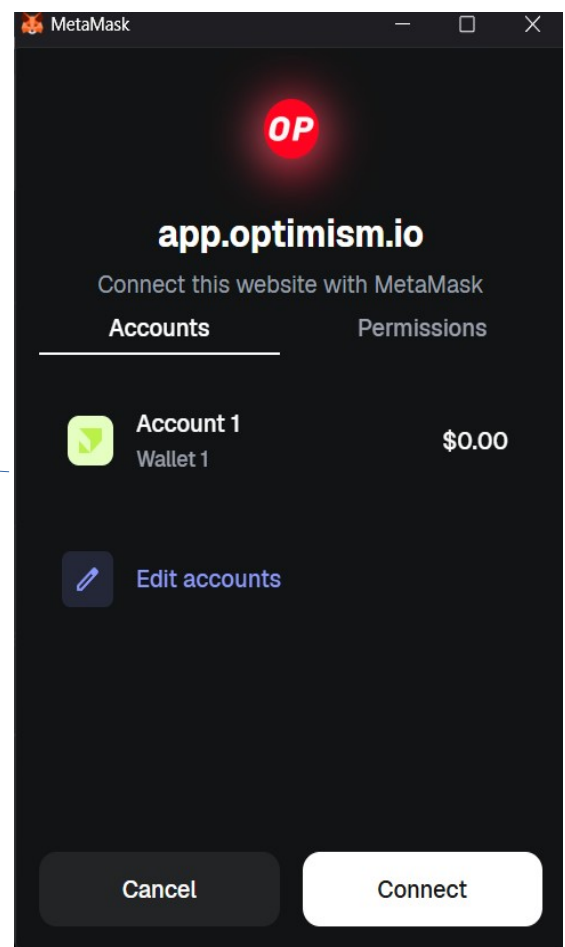 MetaMask
OP
app.optimism.io
Connect this website with MetaMask
Accounts Permissions
Account 1
Wallet 1
$0.00
Edit accounts
Cancel Connect